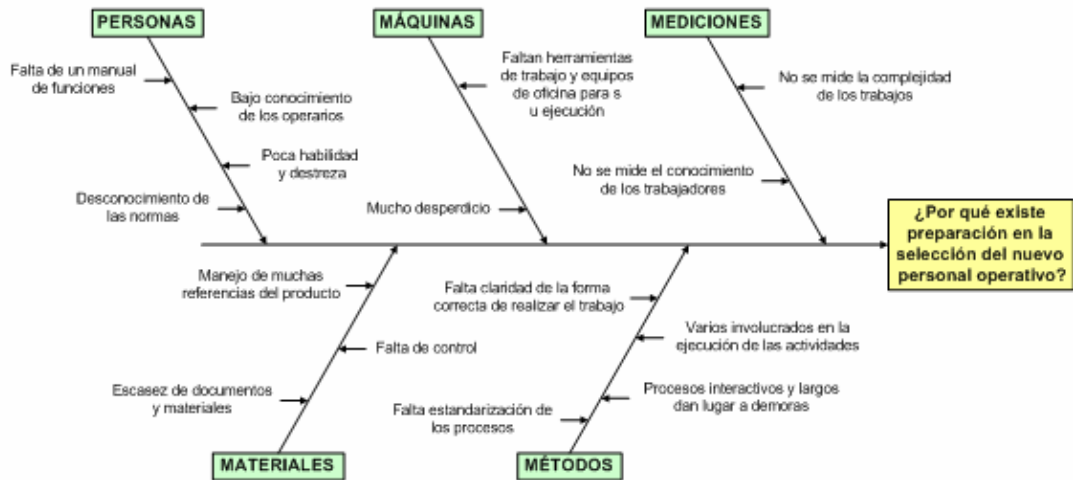 PERSONAS
MÁQUINAS
MEDICIONES
Falta de un manual
de funciones
Bajo conocimiento
de los operarios
Poca habilidad
y destreza
Desconocimiento de
las normas
Faltan herramientas
de trabajo y equipos
de oficina para s
u ejecución
Mucho desperdicio
No se mide la complejidad
de los trabajos
No se mide el conocimiento
de los trabajadores
¿Por qué existe
preparación en la
selección del nuevo
personal operativo?
Manejo de muchas
referencias del producto
Falta de control
Escasez de documentos
y materiales
Falta claridad de la forma
correcta de realizar el trabajo
Varios involucrados en la
ejecución de las actividades
Procesos interactivos y largos
dan lugar a demoras
Falta estandarización de
los procesos
MATERIALES
MÉTODOS